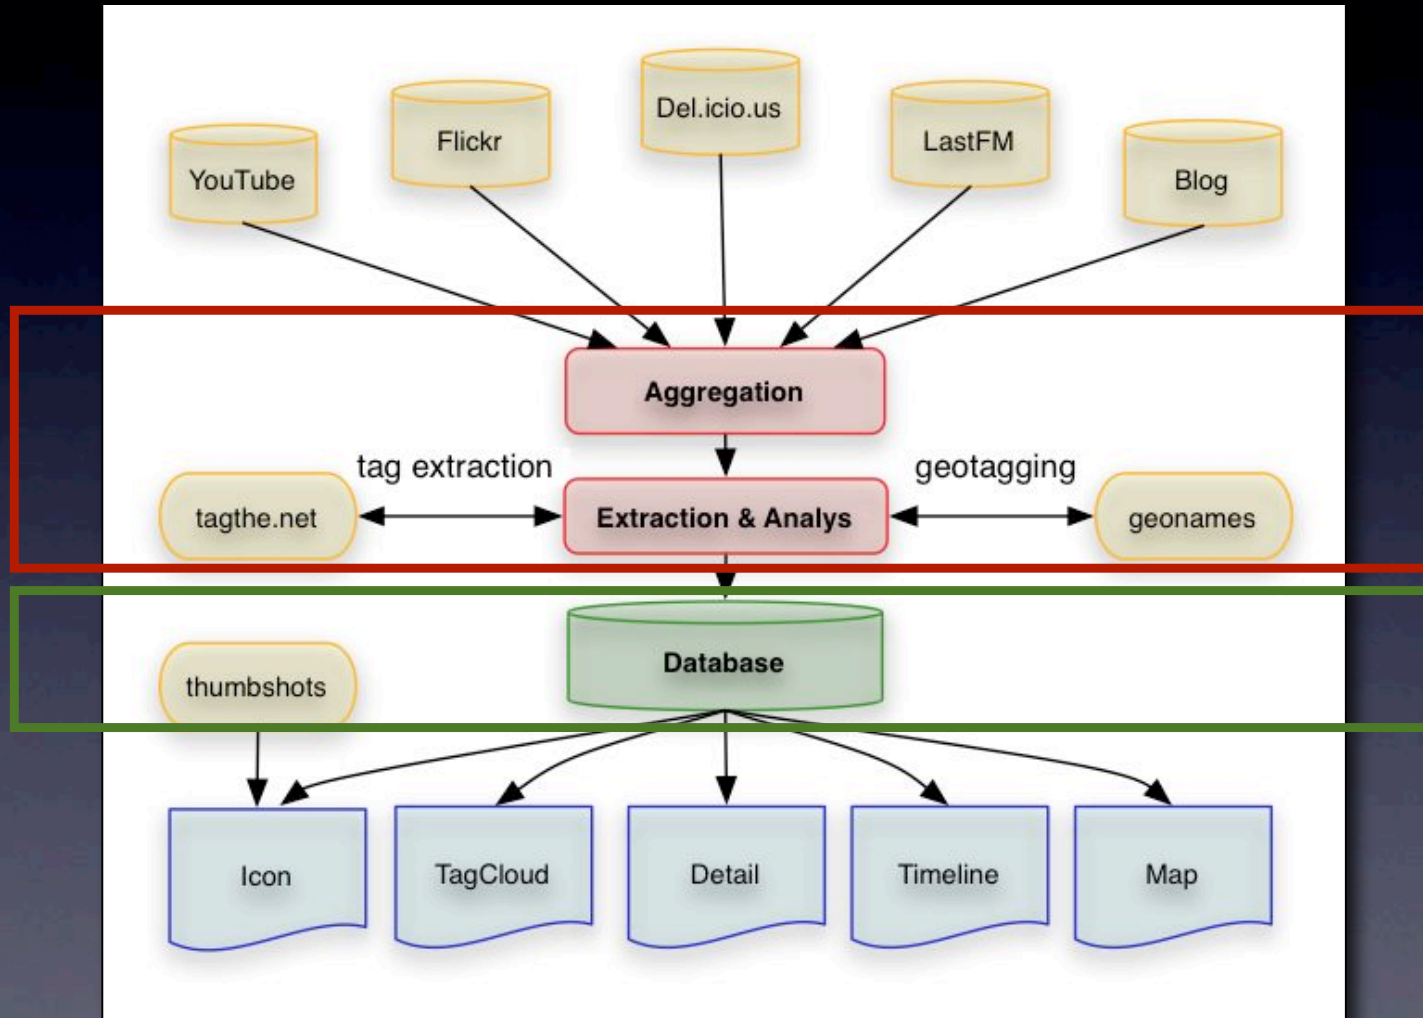 Del.icio.us
Flickr
LastFM
YouTube
Blog
Aggregation
tag extraction
geotagging
tagthe.net
Extraction & Analys
geonames
Database
thumbshots
Icon
TagCloud
Detail
Timeline
Map